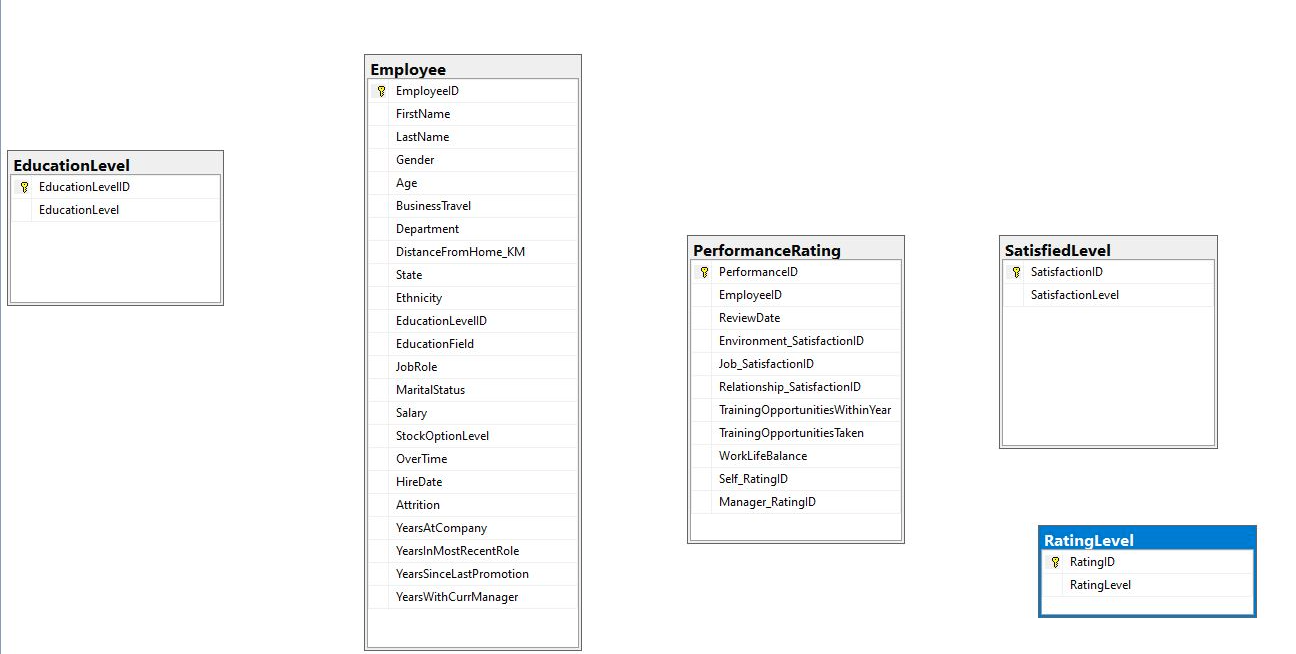 EducationLevel
EducationLevelID
EducationLevel
Employee
EmployeeID
FirstName
LastName
Gender
Age
BusinessTravel
Department
DistanceFromHome_KM
State
Ethnicity
EducationLevelID
EducationField
JobRole
MaritalStatus
Salary
StockOptionLevel
OverTime
HireDate
Attrition
YearsAtCompany
YearsInMostRecentRole
YearsSinceLastPromotion
YearsWithCurrManager
PerformanceRating
PerformanceID
EmployeeID
ReviewDate
Environment_SatisfactionID
Job_SatisfactionID
Relationship_SatisfactionID
TrainingOpportunitiesWithinYear
TrainingOpportunitiesTaken
WorkLifeBalance
Self_RatingID
Manager_RatingID
SatisfiedLevel
SatisfactionID
SatisfactionLevel
RatingLevel
RatingID
RatingLevel